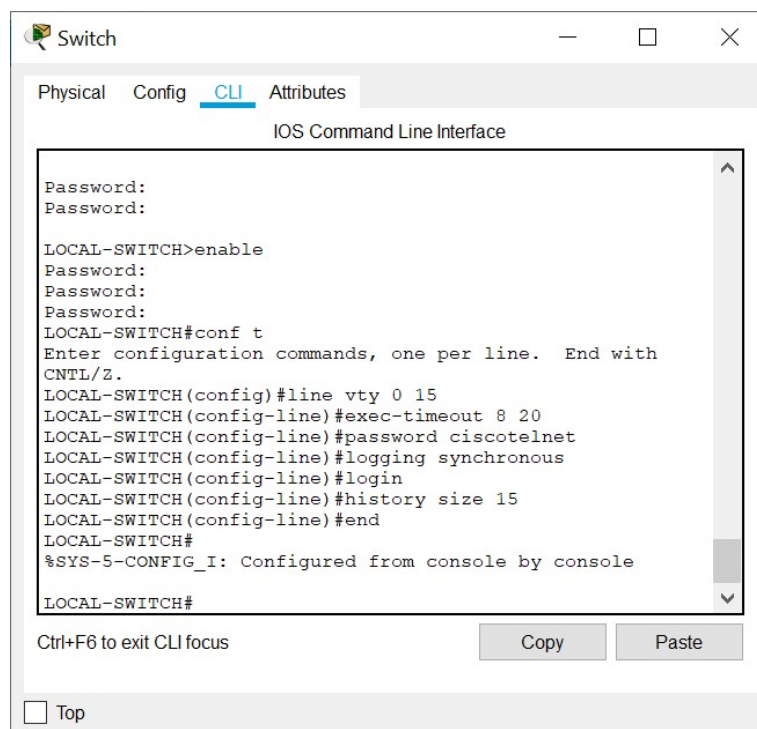 Switch
Physical Config CLI Attributes
IOS Command Line Interface
Password:
Password:
LOCAL-SWITCH>enable
Password:
Password:
Password:
LOCAL-SWITCH#conf t
Enter configuration commands, one per line.  End with
CNTL/Z.
LOCAL-SWITCH(config)#line vty 0 15
LOCAL-SWITCH(config-line)#exec-timeout 8 20
LOCAL-SWITCH(config-line)#password ciscotelnet
LOCAL-SWITCH(config-line)#logging synchronous
LOCAL-SWITCH(config-line)#login
LOCAL-SWITCH(config-line)#history size 15
LOCAL-SWITCH(config-line)#end
LOCAL-SWITCH#
%SYS-5-CONFIG_I: Configured from console by console
LOCAL-SWITCH#
Ctrl+F6 to exit CLI focus
Copy Paste
Top